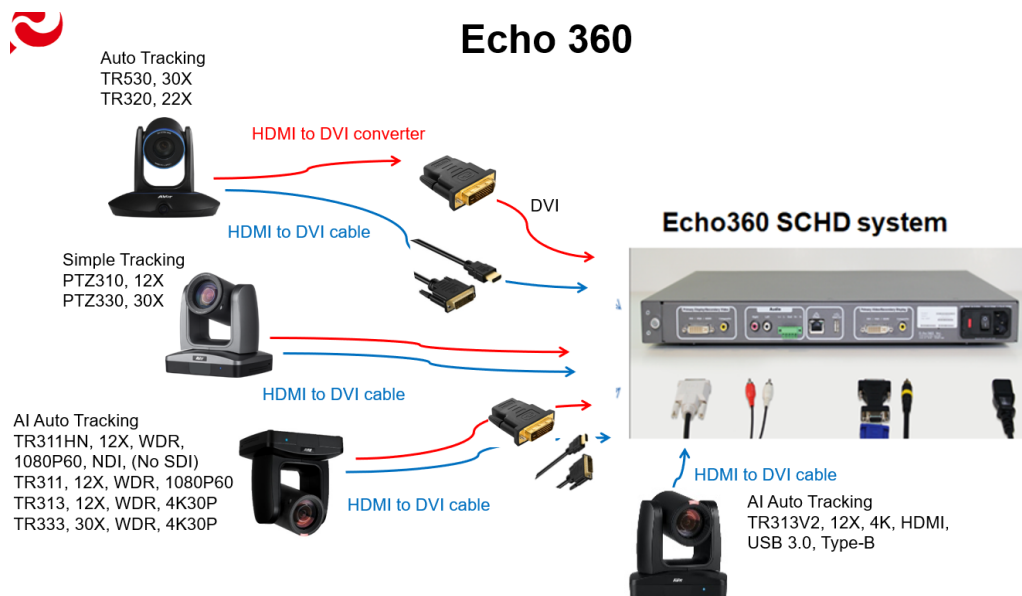 Echo 360
Auto Tracking
TR530, 30X
TR320, 22X
HDMI to DVI converter
DVI
HDMI to DVI cable
Echo360 SCHD system
Simple Tracking
PTZ310, 12X
PTZ330, 30X
Audio
HDMI to DVI cable
AI Auto Tracking
TR311HN, 12X, WDR,
1080P60, NDI, (No SDI)
TR311, 12X, WDR, 1080P60
TR313, 12X, WDR, 4K30P
TR333, 30X, WDR, 4K30P
HDMI to DVI cable
HDMI to DVI cable
AI Auto Tracking
TR313V2, 12X, 4K, HDMI,
USB 3.0, Type-B